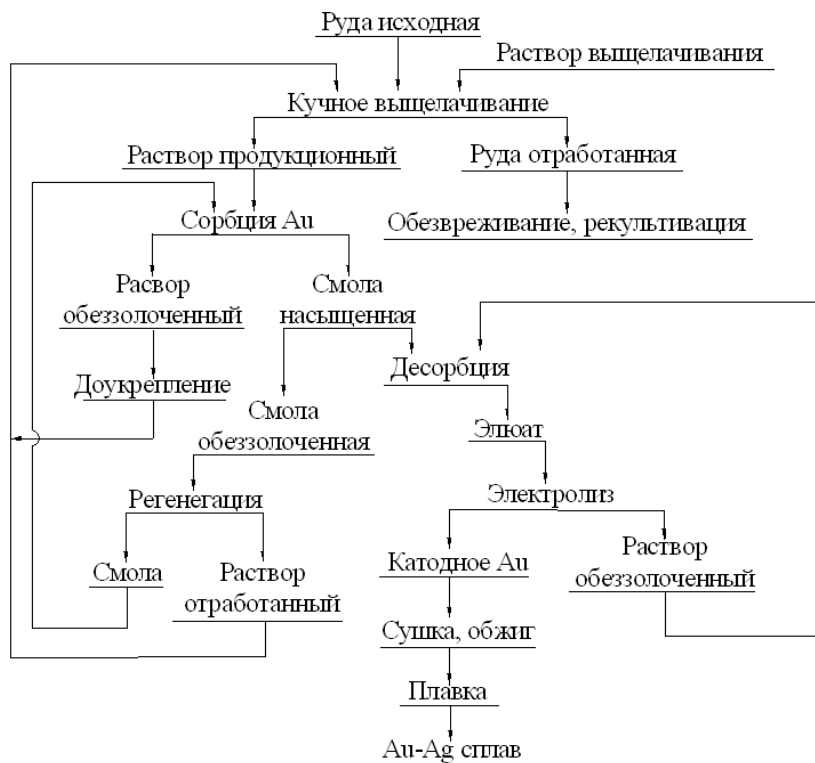 Руда исходная
Раствор выщелачивания
Кучное выщелачивание
Раствор продукционный
Руда отработанная
Сорбция Au
Обезвреживание, рекультивация
Расвор
обеззолоченный
Смола
насыщенная
Десорбция
Доукрепление
Смола
обеззолоченная
Элюат
Регенегация
Электролиз
Смола
Раствор
отработанный
Катодное Au
Раствор
обеззолоченный
Сушка, обжиг
Плавка
Au-Ag сплав